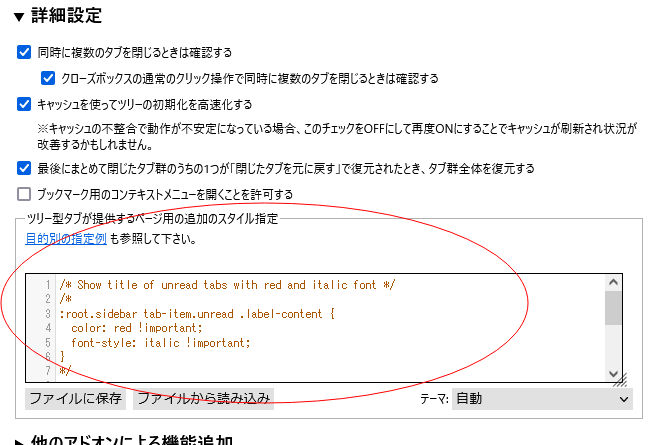 ▼ 詳細設定
同時に複数のタブを閉じるときは確認する
クローズボックスの通常のクリック操作で同時に複数のタブを閉じるときは確認する
キャッシュを使ってツリーの初期化を高速化する
※キャッシュの不整合で動作が不安定になっている場合、このチェックをOFFにして再度ONにすることでキャッシュが刷新され状況が
改善するかもしれません。
最後にまとめて閉じたタブ群のうちの1つが「閉じたタブを元に戻す」で復元されたとき、タブ群全体を復元する
ブックマーク用のコンテキストメニューを開くことを許可する
ツリー型タブが提供するページ用の追加のスタイル指定
目的別の指定例 も参照して下さい。
1 /* Show title of unread tabs with red and italic font */
2 /*
3 :root.sidebar tab-item.unread .label-content {
4   color: red !important;
5   font-style: italic !important;
6 }
7 */
ファイルに保存 ファイルから読み込み テーマ: 自動
▶ 他のアドオンによる機能追加